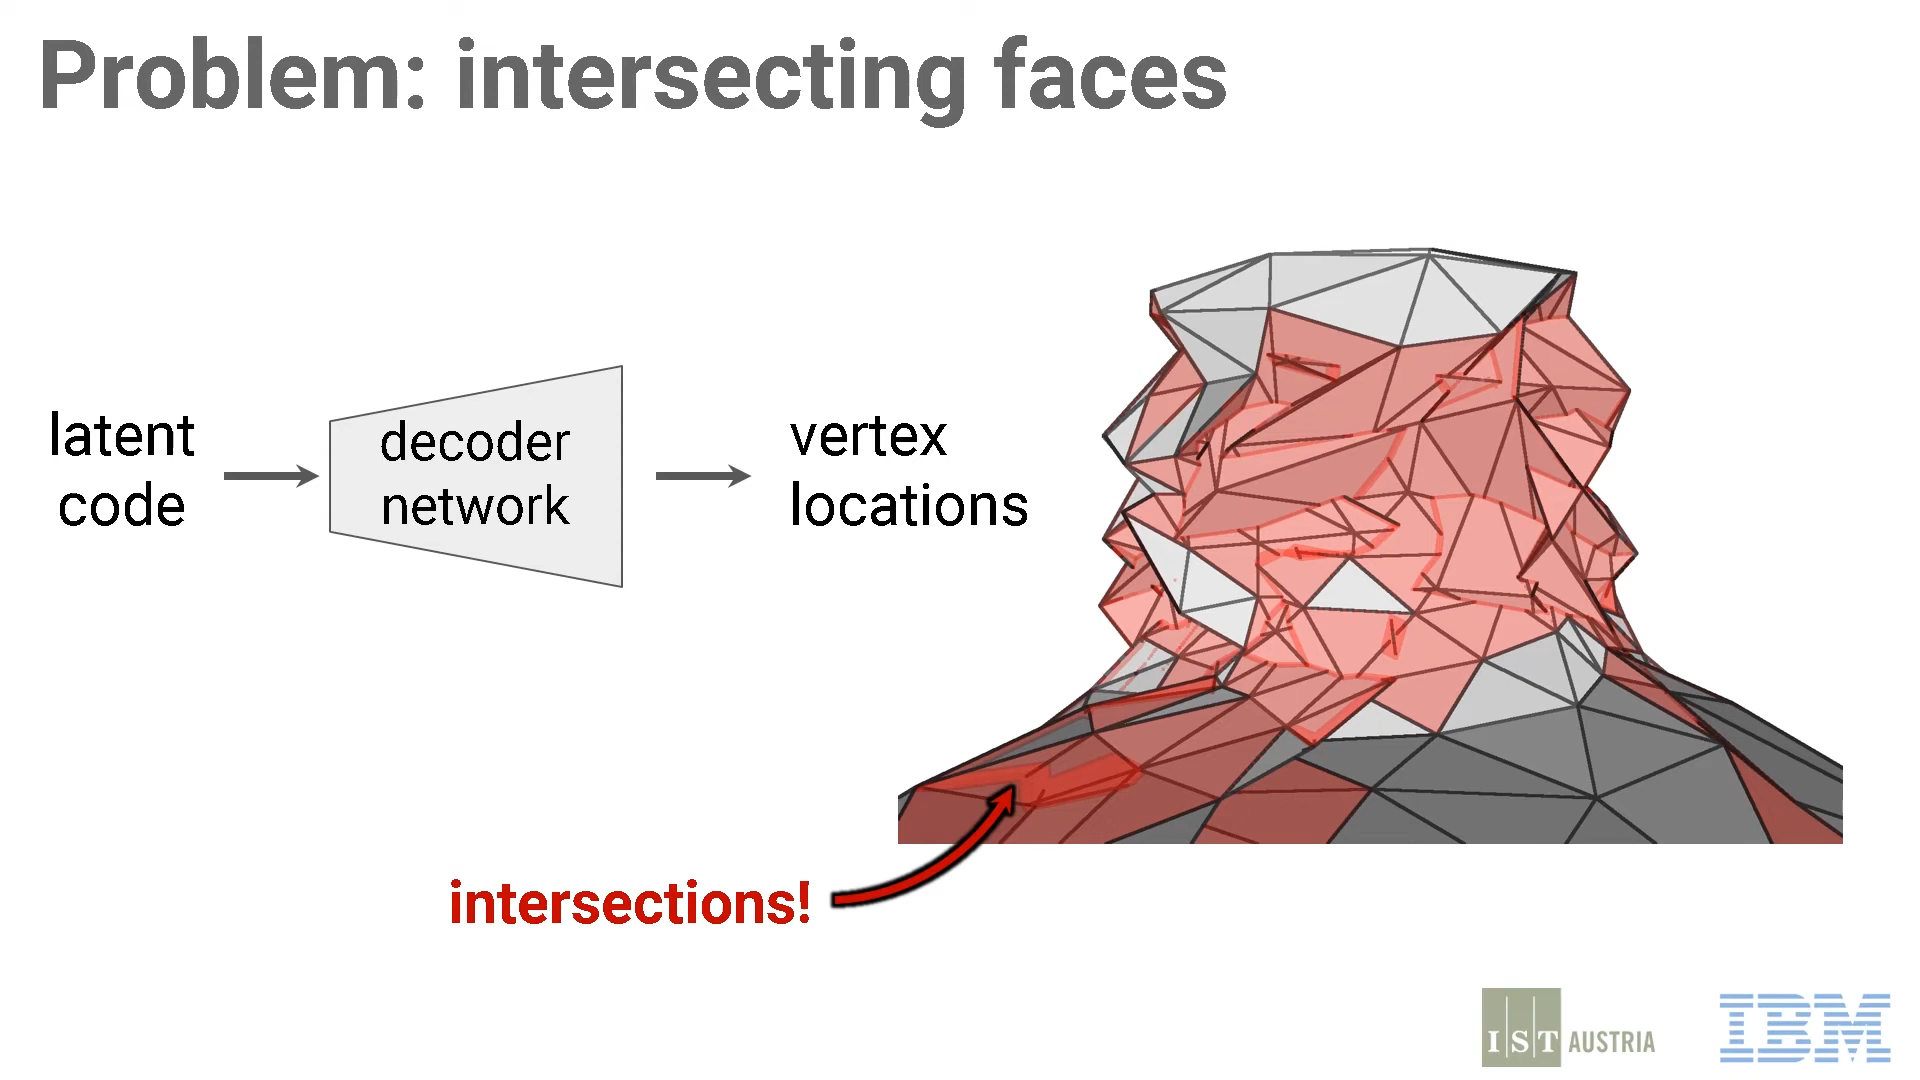 Problem: intersecting faces
latent
code
decoder
network
vertex
locations
intersections!
IST AUSTRIA
IBM